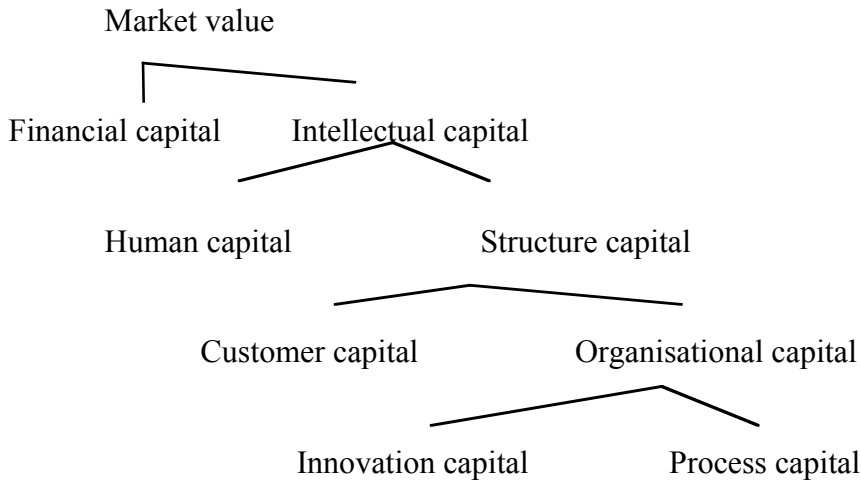 Market value
Financial capital Intellectual capital
Human capital Structure capital
Customer capital Organisational capital
Innovation capital Process capital